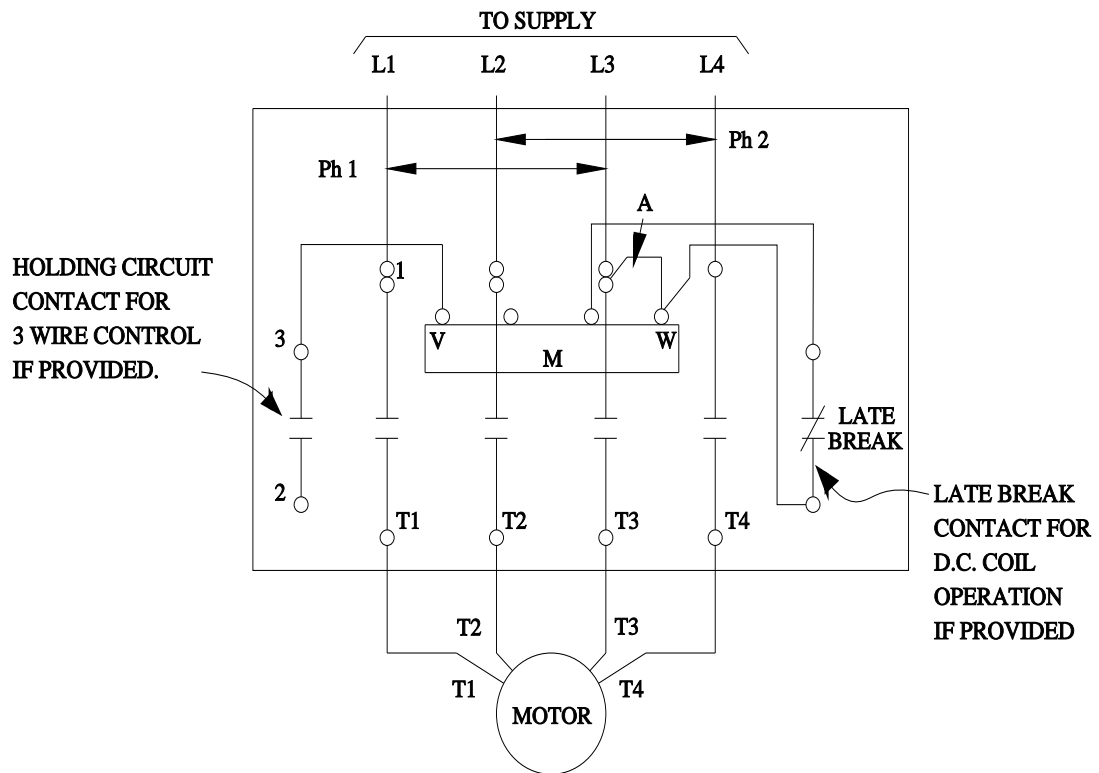 TO SUPPLY
L1 L2 L3 L4
Ph 2
Ph 1
A
HOLDING CIRCUIT
CONTACT FOR
3 WIRE CONTROL
IF PROVIDED.
1
V
W
M
3
2
LATE
BREAK
LATE BREAK
CONTACT FOR
D.C. COIL
OPERATION
IF PROVIDED
T1 T2 T3 T4
T2 T3
T1 T4
MOTOR